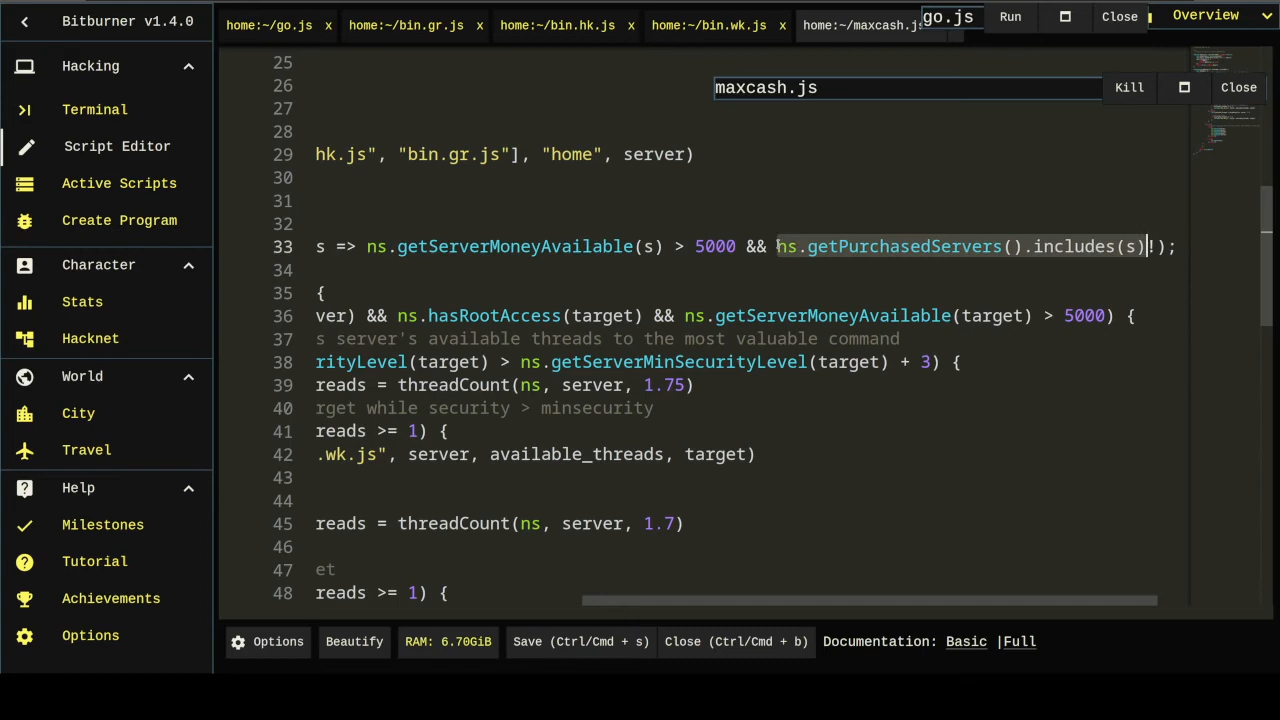 Bitburner v1.4.0
Hacking
Terminal
Script Editor
Active Scripts
Create Program
Character
Stats
Hacknet
World
City
Travel
Help
Milestones
Tutorial
Achievements
Options
home:~/go.js x
home:~/bin.gr.js x
home:~/bin.hk.js x
home:~/bin.wk.js x
home:~/maxcash.js
go.js Run Close
Overview
maxcash.js Kill Close
25
26
27
28
29 hk.js", "bin.gr.js"], "home", server)
30
31
32
33 s => ns.getServerMoneyAvailable(s) > 5000 && ns.getPurchasedServers().includes(s)!);
34
35 {
36 ver) && ns.hasRootAccess(target) && ns.getServerMoneyAvailable(target) > 5000) {
37 s server's available threads to the most valuable command
38 rityLevel(target) > ns.getServerMinSecurityLevel(target) + 3) {
39 reads = threadCount(ns, server, 1.75)
40 rget while security > minsecurity
41 reads >= 1) {
42 .wk.js", server, available_threads, target)
43
44
45 reads = threadCount(ns, server, 1.7)
46
47 et
48 reads >= 1) {
Options Beautify RAM: 6.70GiB Save (Ctrl/Cmd + s) Close (Ctrl/Cmd + b) Documentation: Basic |Full